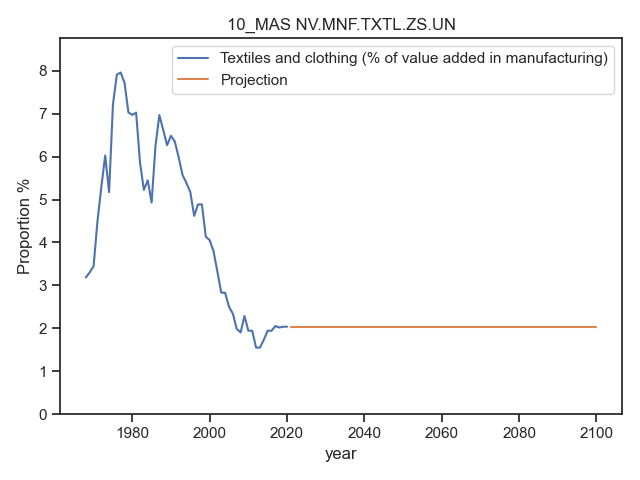 10_MAS NV.MNF.TXTL.ZS.UN
Textiles and clothing (% of value added in manufacturing)
Projection
Proportion %
8
7
6
5
4
3
2
1
0
1980 2000 2020 2040 2060 2080 2100
year